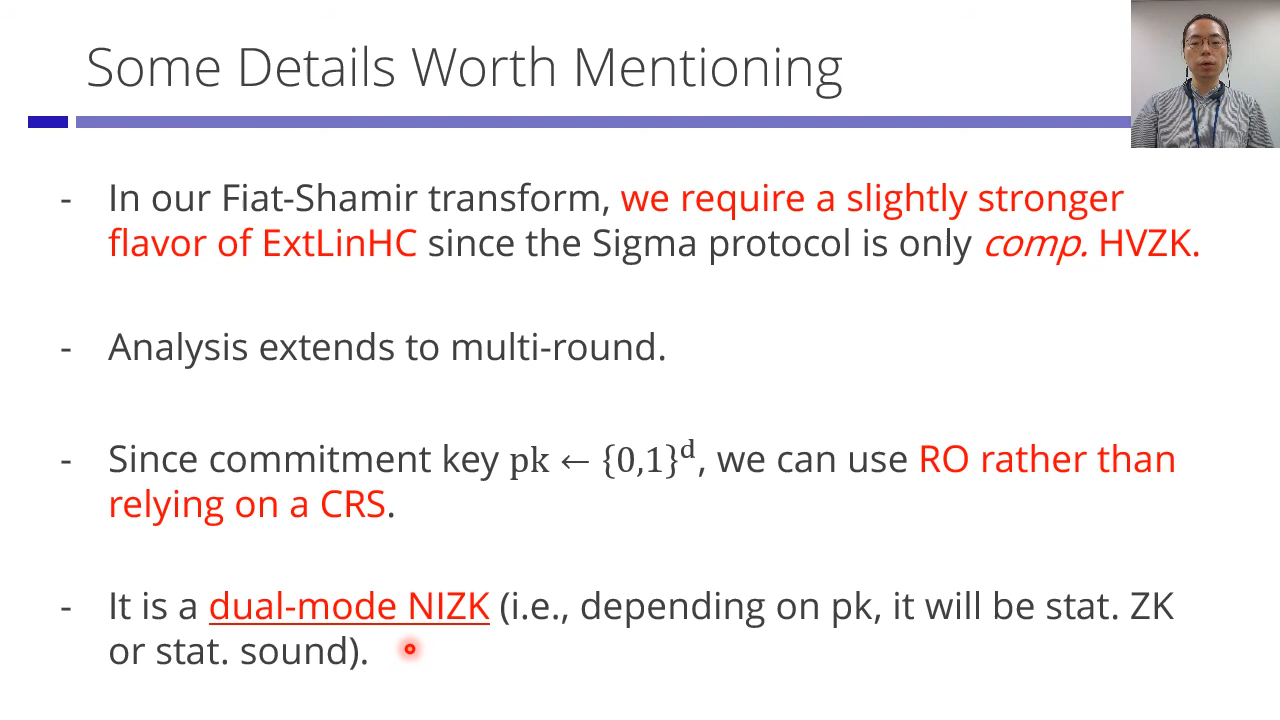 Some Details Worth Mentioning
- In our Fiat-Shamir transform, we require a slightly stronger
flavor of ExtLinHC since the Sigma protocol is only comp. HVZK.
- Analysis extends to multi-round.
- Since commitment key pk ← {0,1}ᵈ, we can use RO rather than
relying on a CRS.
- It is a dual-mode NIZK (i.e., depending on pk, it will be stat. ZK
or stat. sound).